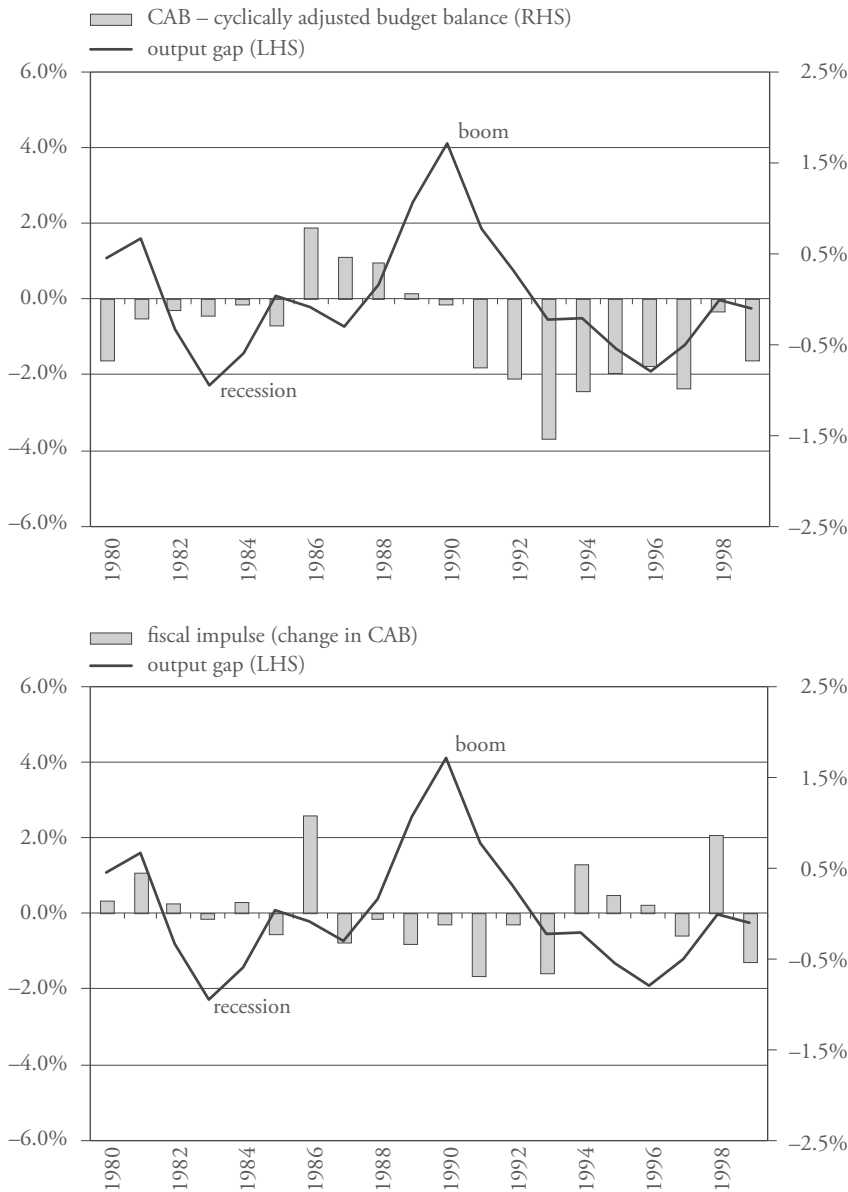 CAB – cyclically adjusted budget balance (RHS)
output gap (LHS)
6.0% 2.5%
boom
4.0% 1.5%
2.0% 0.5%
0.0%
–0.5%
–2.0%
recession
–1.5%
–4.0%
–6.0% –2.5%
1980 1982 1984 1986 1988 1990 1992 1994 1996 1998
fiscal impulse (change in CAB)
output gap (LHS)
6.0% 2.5%
boom
4.0% 1.5%
2.0% 0.5%
0.0%
–0.5%
–2.0%
recession
–1.5%
–4.0%
–6.0% –2.5%
1980 1982 1984 1986 1988 1990 1992 1994 1996 1998